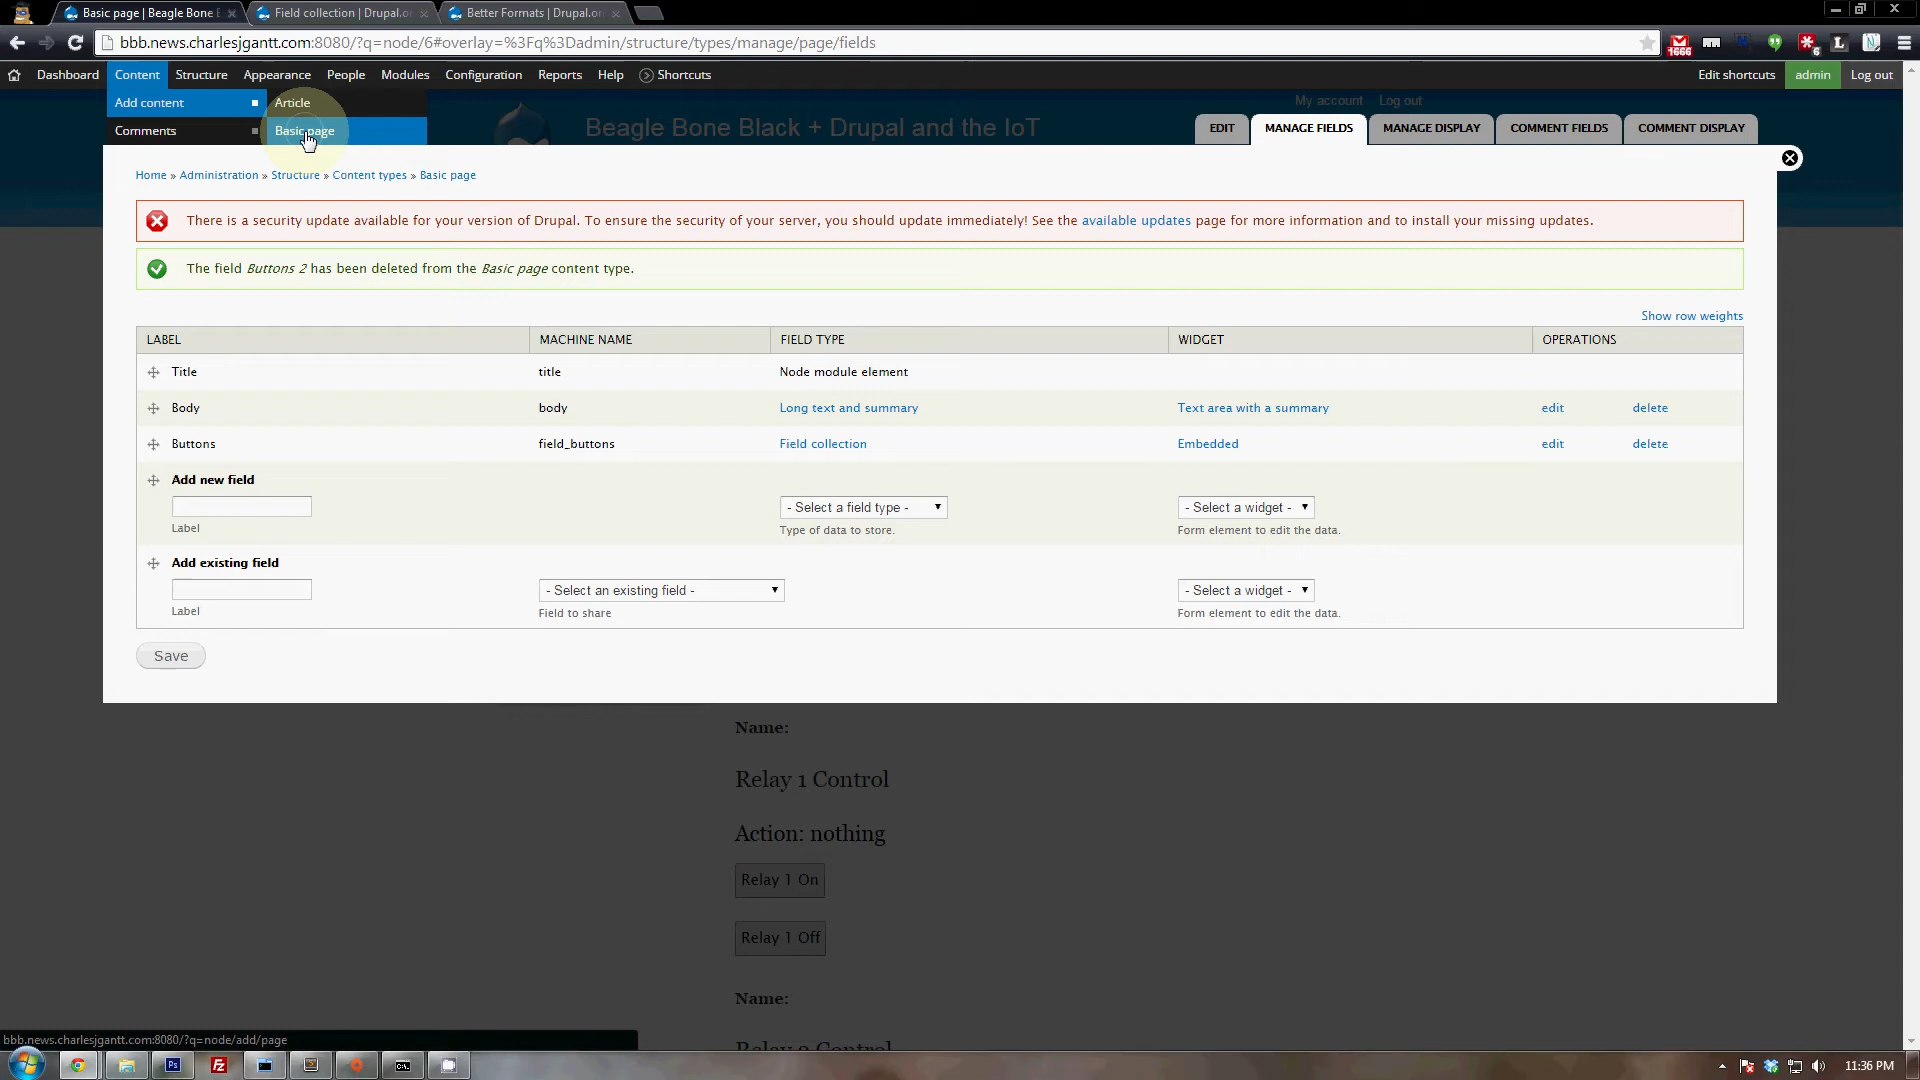 Basic page | Beagle Bone
Field collection | Drupal.o
Better Formats | Drupal.or
bbb.news.charlesjgantt.com:8080/?q=node/6#overlay=%3Fq%3Dadmin/structure/types/manage/page/fields
1666
6
L
N
Dashboard Content Structure Appearance People Modules Configuration Reports Help Shortcuts Edit shortcuts admin Log out
Add content Article
Comments Basic page
My account Log out
Beagle Bone Black + Drupal and the IoT
EDIT MANAGE FIELDS MANAGE DISPLAY COMMENT FIELDS COMMENT DISPLAY
Home » Administration » Structure » Content types » Basic page
There is a security update available for your version of Drupal. To ensure the security of your server, you should update immediately! See the available updates page for more information and to install your missing updates.
The field Buttons 2 has been deleted from the Basic page content type.
Show row weights
LABEL MACHINE NAME FIELD TYPE WIDGET OPERATIONS
Title title Node module element
Body body Long text and summary Text area with a summary edit delete
Buttons field_buttons Field collection Embedded edit delete
Add new field
- Select a field type - - Select a widget -
Label Type of data to store. Form element to edit the data.
Add existing field
- Select an existing field - - Select a widget -
Label Field to share Form element to edit the data.
Save
Name:
Relay 1 Control
Action: nothing
Relay 1 On
Relay 1 Off
Name:
bbb.news.charlesjgantt.com:8080/?q=node/add/page
Ps
Fz
C:\
11:36 PM